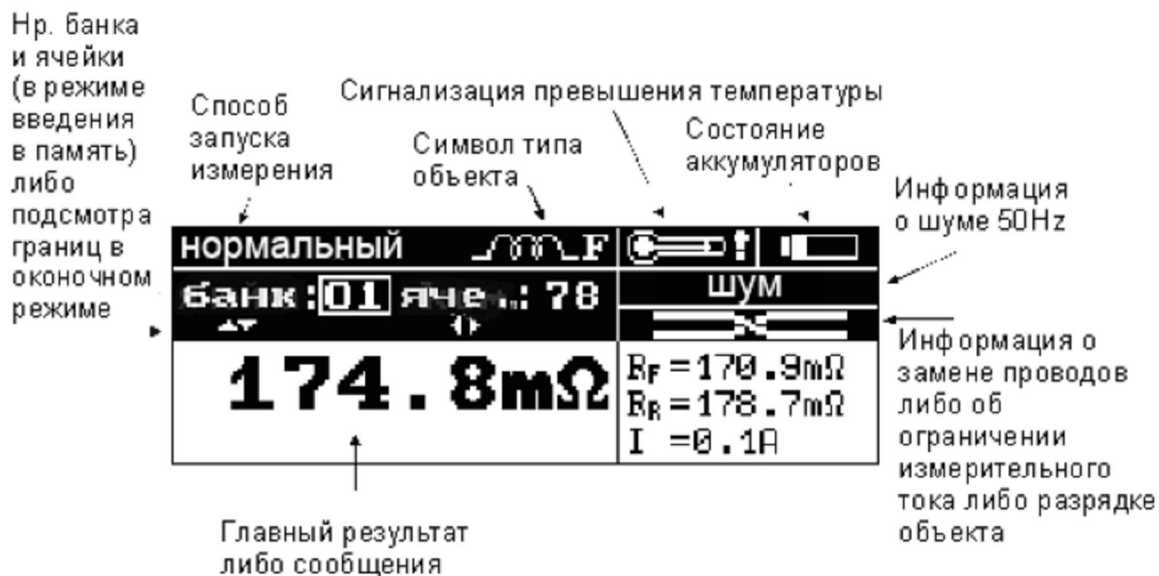 Нр. банка
и ячейки
(в режиме
введения
в память)
либо
подсмотра
границ в
оконочном
режиме
Способ
запуска
измерения
Сигнализация превышения температуры
Символ типа
объекта
Состояние
аккумуляторов
Информация
о шуме 50Hz
нормальный
F
!
банк:01 ячe..: 78
шум
174.8mΩ
RF=170.9mΩ
RR=178.7mΩ
I =0.1A
Информация о
замене проводов
либо об
ограничении
измерительного
тока либо разрядке
объекта
Главный результат
либо сообщения